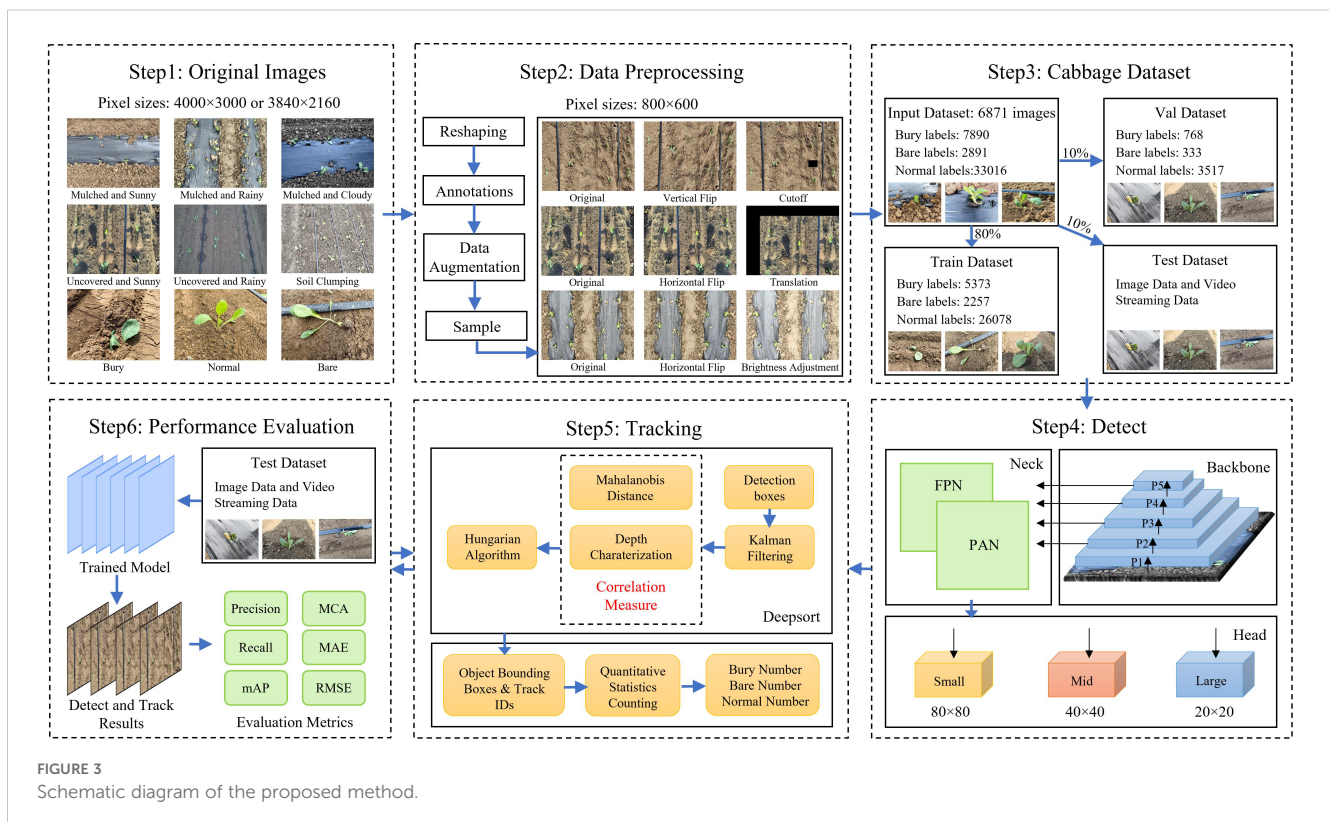 Step1: Original Images
Pixel sizes: 4000×3000 or 3840×2160
Mulched and Sunny
Mulched and Rainy
Mulched and Cloudy
Uncovered and Sunny
Uncovered and Rainy
Soil Clumping
Bury
Normal
Bare
Step2: Data Preprocessing
Pixel sizes: 800×600
Reshaping
Annotations
Data
Augmentation
Sample
Original
Vertical Flip
Cutoff
Original
Horizontal Flip
Translation
Original
Horizontal Flip
Brightness Adjustment
Step3: Cabbage Dataset
Input Dataset: 6871 images
Bury labels: 7890
Bare labels: 2891
Normal labels:33016
10%
Val Dataset
Bury labels: 768
Bare labels: 333
Normal labels: 3517
80%
10%
Train Dataset
Bury labels: 5373
Bare labels: 2257
Normal labels: 26078
Test Dataset
Image Data and Video
Streaming Data
Step4: Detect
Neck
FPN
PAN
Backbone
P5
P4
P3
P2
P1
Head
Small
Mid
Large
80×80
40×40
20×20
Step5: Tracking
Mahalanobis
Distance
Detection
boxes
Hungarian
Algorithm
Depth
Charaterization
Kalman
Filtering
Correlation
Measure
Deepsort
Object Bounding
Boxes & Track
IDs
Quantitative
Statistics
Counting
Bury Number
Bare Number
Normal Number
Step6: Performance Evaluation
Test Dataset
Image Data and Video
Streaming Data
Trained Model
Precision
MCA
Recall
MAE
mAP
RMSE
Detect and Track
Results
Evaluation Metrics
FIGURE 3
Schematic diagram of the proposed method.